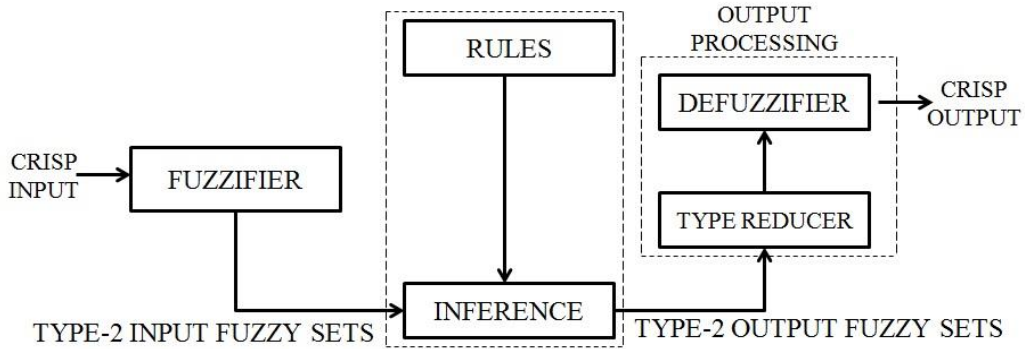 OUTPUT
PROCESSING
RULES
DEFUZZIFIER
CRISP
OUTPUT
CRISP
INPUT
FUZZIFIER
TYPE REDUCER
INFERENCE
TYPE-2 INPUT FUZZY SETS
TYPE-2 OUTPUT FUZZY SETS